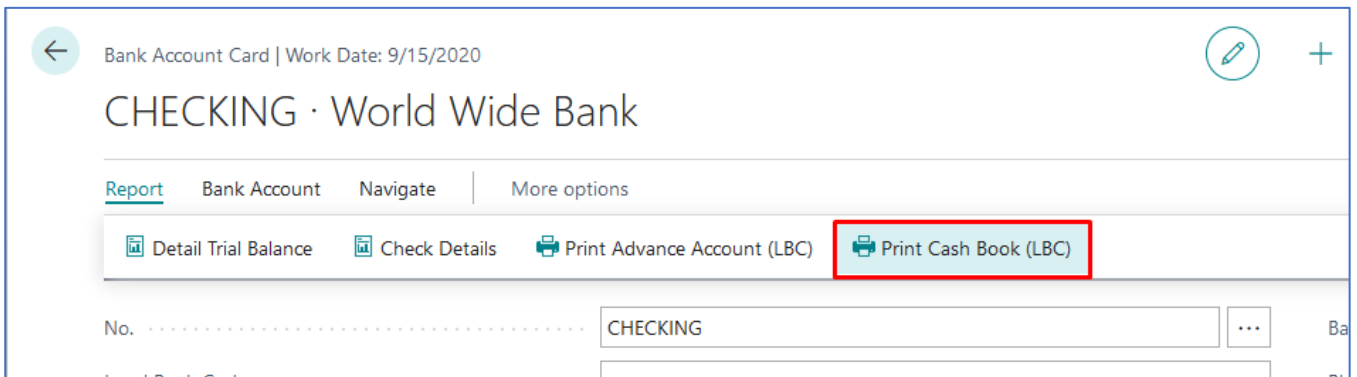 Bank Account Card | Work Date: 9/15/2020
CHECKING · World Wide Bank
Report Bank Account Navigate More options
Detail Trial Balance Check Details Print Advance Account (LBC) Print Cash Book (LBC)
No. CHECKING ...